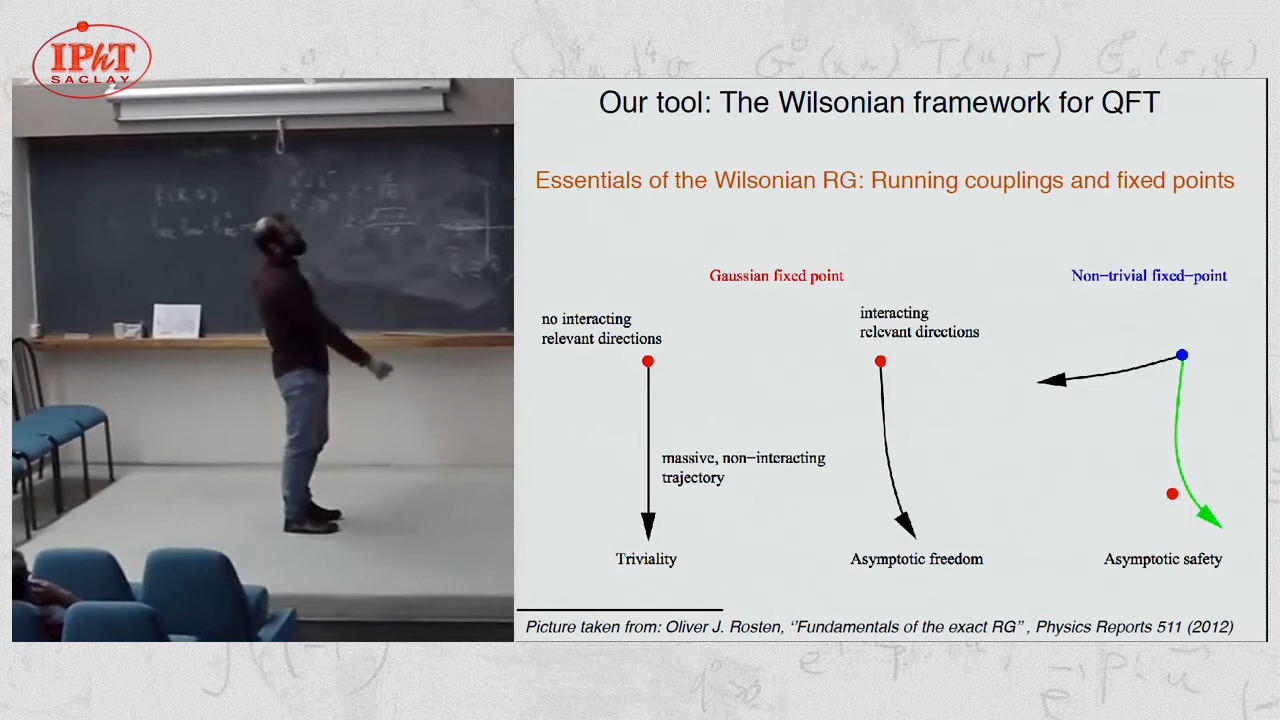 IPhT
SACLAY
Our tool: The Wilsonian framework for QFT
Essentials of the Wilsonian RG: Running couplings and fixed points
Gaussian fixed point
Non−trivial fixed−point
no interacting
relevant directions
interacting
relevant directions
massive, non−interacting
trajectory
Triviality
Asymptotic freedom
Asymptotic safety
Picture taken from: Oliver J. Rosten, ‘‘Fundamentals of the exact RG” , Physics Reports 511 (2012)